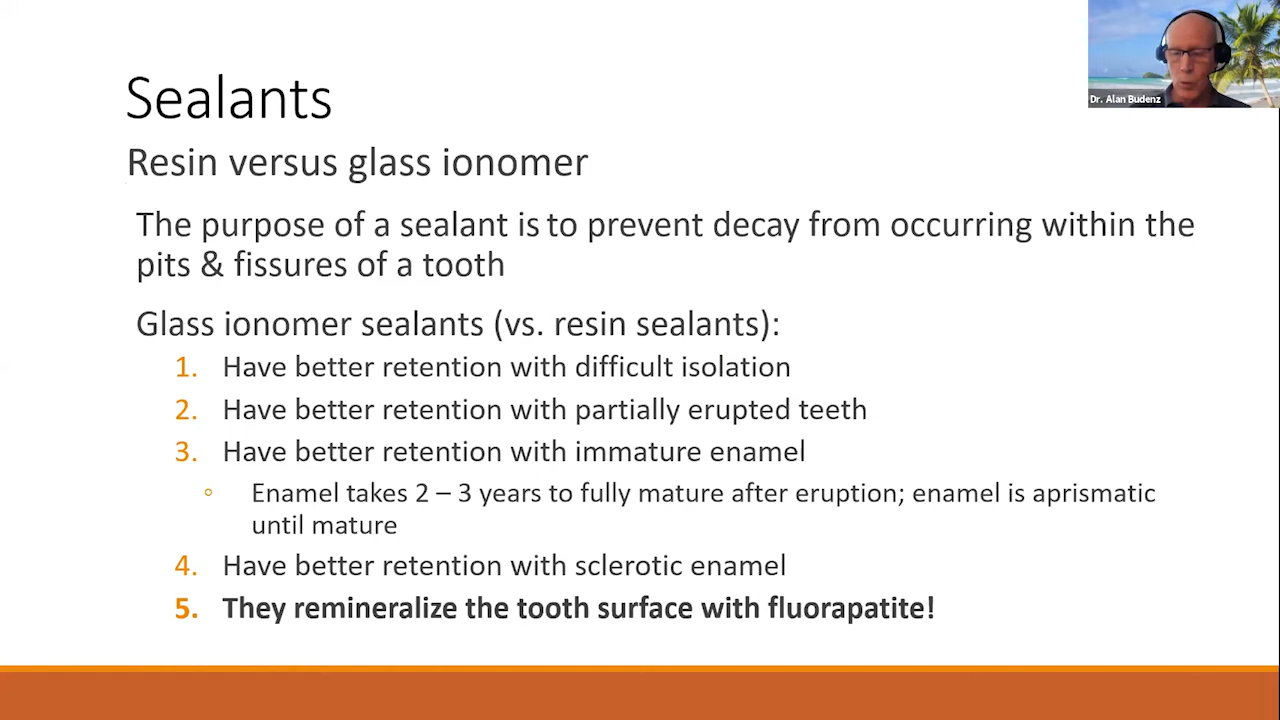 Dr. Alan Budenz
Sealants
Resin versus glass ionomer
The purpose of a sealant is to prevent decay from occurring within the
pits & fissures of a tooth
Glass ionomer sealants (vs. resin sealants):
1. Have better retention with difficult isolation
2. Have better retention with partially erupted teeth
3. Have better retention with immature enamel
◦ Enamel takes 2 – 3 years to fully mature after eruption; enamel is aprismatic
until mature
4. Have better retention with sclerotic enamel
5. They remineralize the tooth surface with fluorapatite!